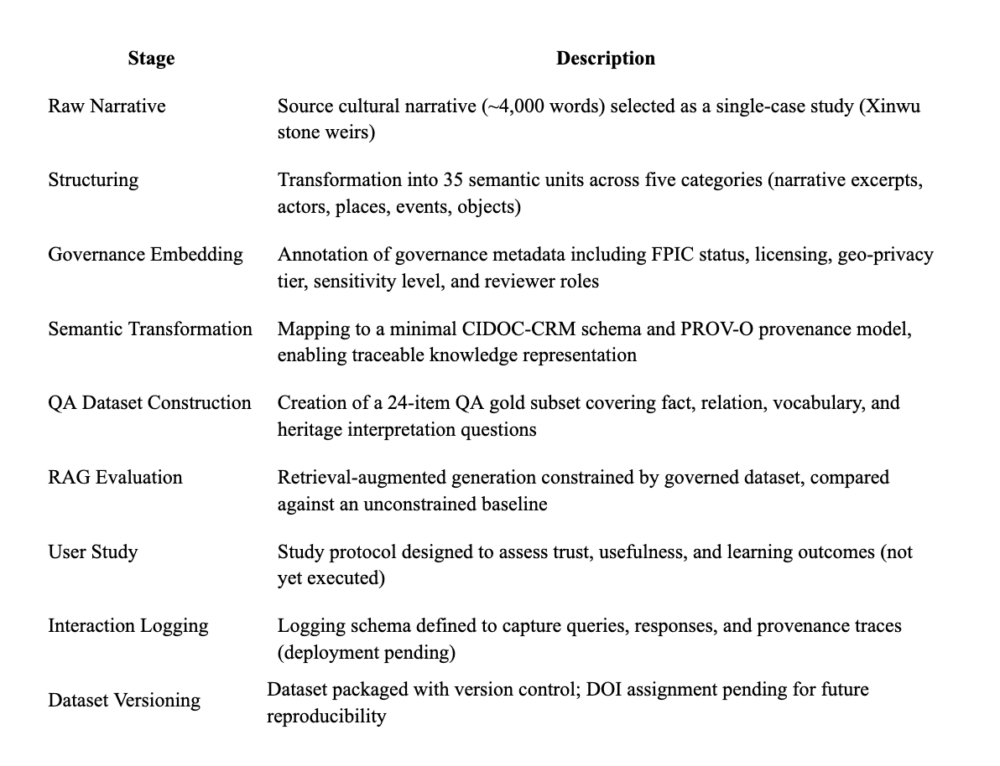 Stage Description
Raw Narrative Source cultural narrative (~4,000 words) selected as a single-case study (Xinwu
stone weirs)
Structuring Transformation into 35 semantic units across five categories (narrative excerpts,
actors, places, events, objects)
Governance Embedding Annotation of governance metadata including FPIC status, licensing, geo-privacy
tier, sensitivity level, and reviewer roles
Semantic Transformation Mapping to a minimal CIDOC-CRM schema and PROV-O provenance model,
enabling traceable knowledge representation
QA Dataset Construction Creation of a 24-item QA gold subset covering fact, relation, vocabulary, and
heritage interpretation questions
RAG Evaluation Retrieval-augmented generation constrained by governed dataset, compared
against an unconstrained baseline
User Study Study protocol designed to assess trust, usefulness, and learning outcomes (not
yet executed)
Interaction Logging Logging schema defined to capture queries, responses, and provenance traces
(deployment pending)
Dataset Versioning Dataset packaged with version control; DOI assignment pending for future
reproducibility